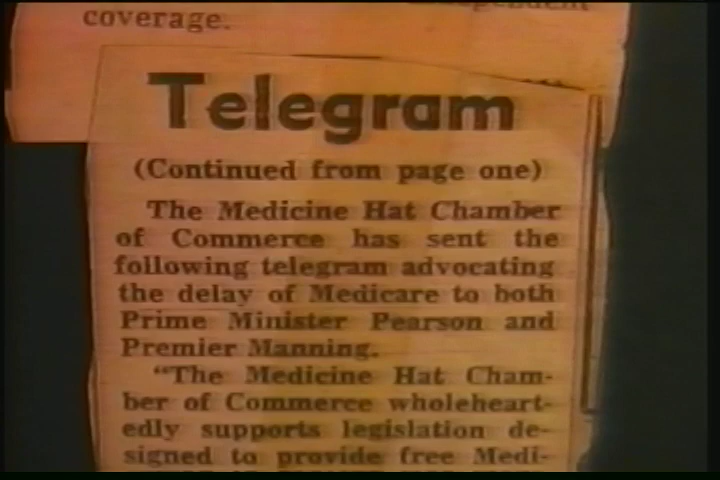 coverage.
Telegram
(Continued from page one)
The Medicine Hat Chamber
of Commerce has sent the
following telegram advocating
the delay of Medicare to both
Prime Minister Pearson and
Premier Manning.
"The Medicine Hat Cham-
ber of Commerce wholeheart-
edly supports legislation de-
signed to provide free Medi-